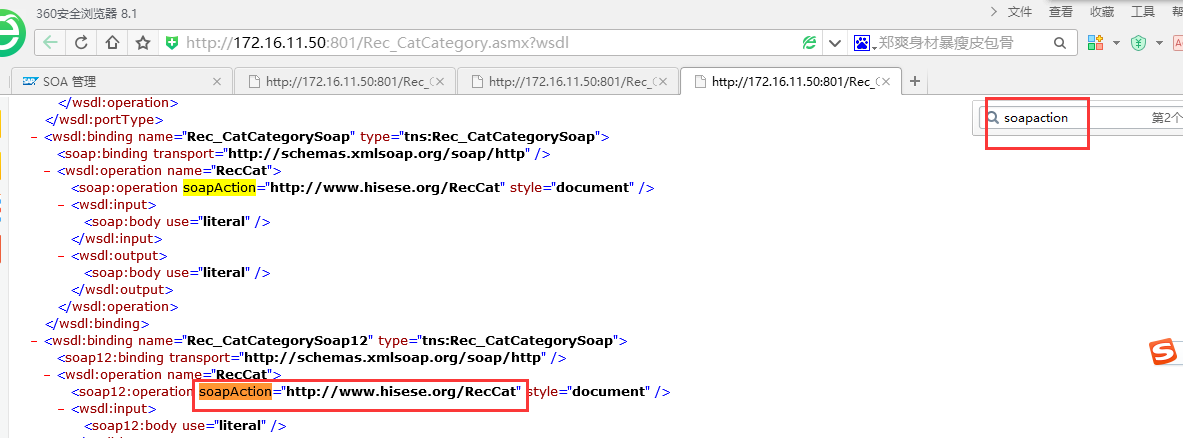 360安全浏览器 8.1
文件 查看 收藏 工具
http://172.16.11.50:801/Rec_CatCategory.asmx?wsdl
郑爽身材暴瘦皮包骨
SAP SOA 管理
http://172.16.11.50:801/Rec_C
http://172.16.11.50:801/Rec_C
http://172.16.11.50:801/Rec_C
soapaction 第2个
</wsdl:operation>
</wsdl:portType>
– <wsdl:binding name="Rec_CatCategorySoap" type="tns:Rec_CatCategorySoap">
<soap:binding transport="http://schemas.xmlsoap.org/soap/http" />
– <wsdl:operation name="RecCat">
<soap:operation soapAction="http://www.hisese.org/RecCat" style="document" />
– <wsdl:input>
<soap:body use="literal" />
</wsdl:input>
– <wsdl:output>
<soap:body use="literal" />
</wsdl:output>
</wsdl:operation>
</wsdl:binding>
– <wsdl:binding name="Rec_CatCategorySoap12" type="tns:Rec_CatCategorySoap">
<soap12:binding transport="http://schemas.xmlsoap.org/soap/http" />
– <wsdl:operation name="RecCat">
<soap12:operation soapAction="http://www.hisese.org/RecCat" style="document" />
– <wsdl:input>
<soap12:body use="literal" />